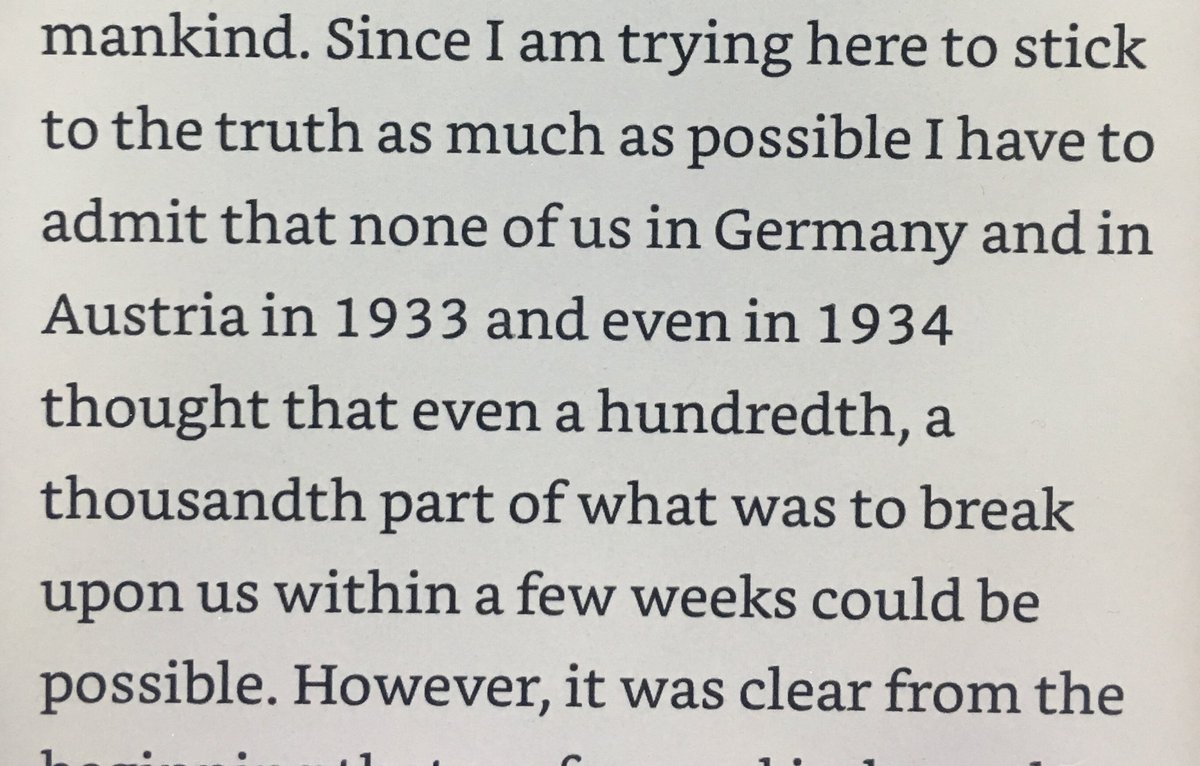 mankind. Since I am trying here to stick
to the truth as much as possible I have to
admit that none of us in Germany and in
Austria in 1933 and even in 1934
thought that even a hundredth, a
thousandth part of what was to break
upon us within a few weeks could be
possible. However, it was clear from the